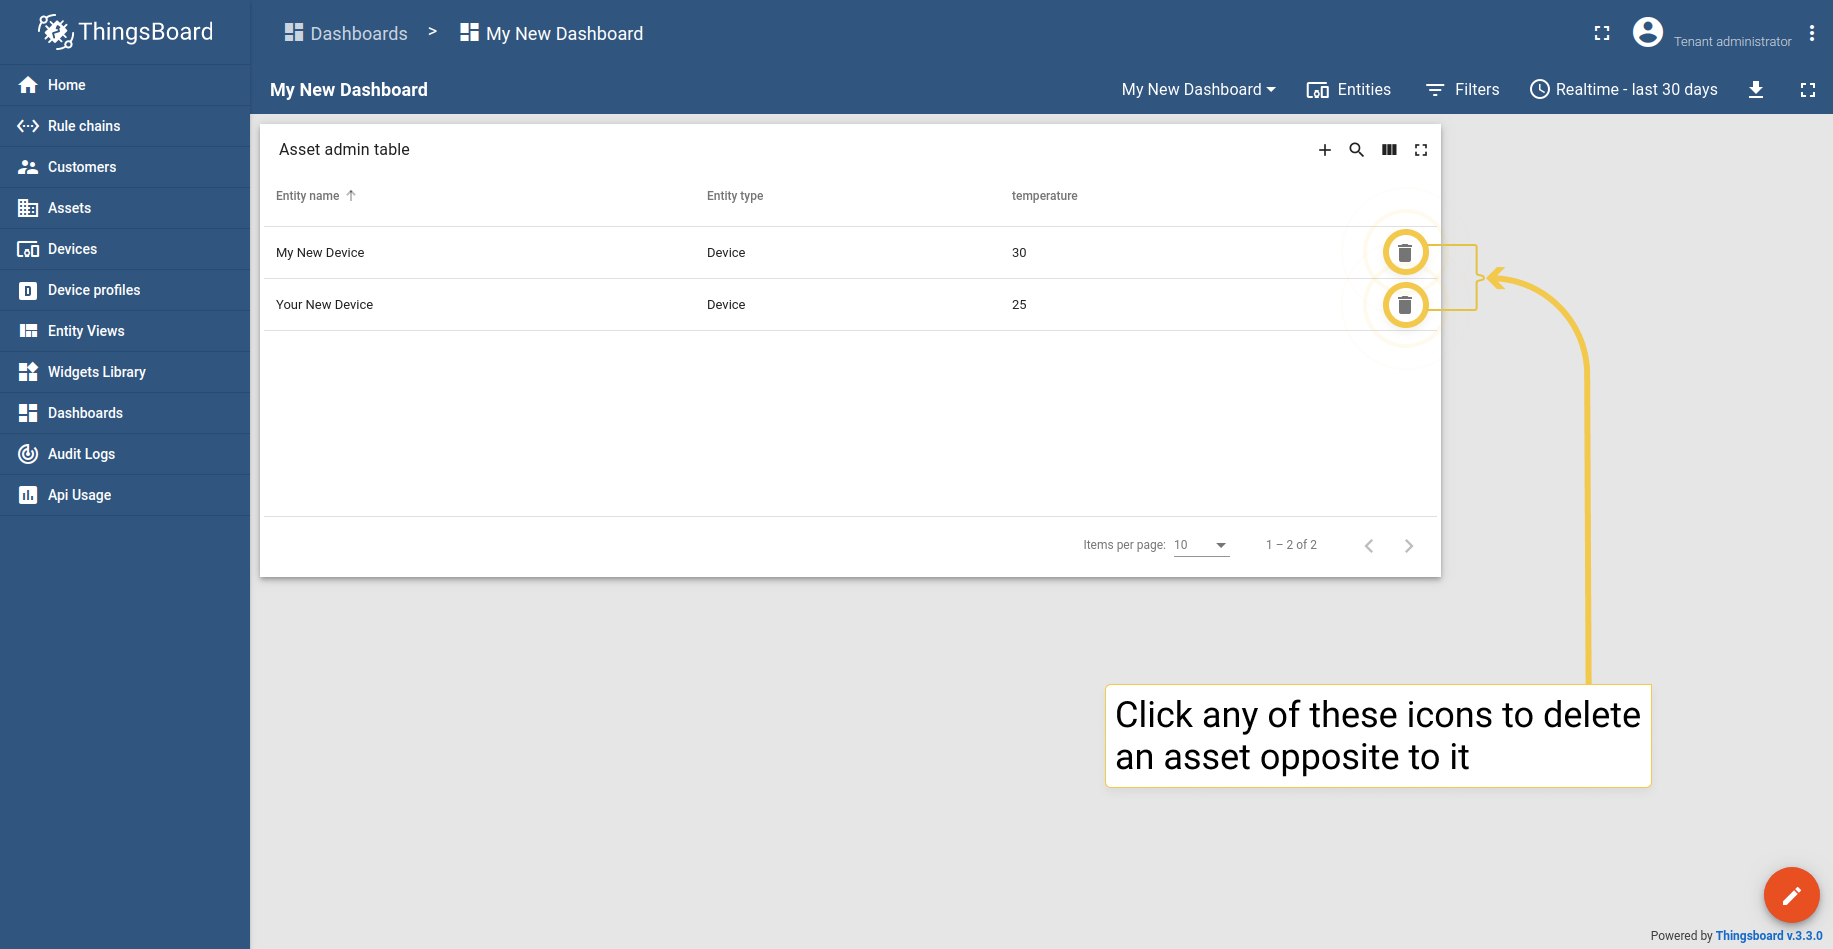 ThingsBoard
Dashboards > My New Dashboard
Tenant administrator
My New Dashboard
My New Dashboard
Entities
Filters
Realtime - last 30 days
Home
Rule chains
Customers
Assets
Devices
Device profiles
Entity Views
Widgets Library
Dashboards
Audit Logs
Api Usage
Asset admin table
Entity name Entity type temperature
My New Device Device 30
Your New Device Device 25
Items per page: 10 1 – 2 of 2
Click any of these icons to delete
an asset opposite to it
Powered by Thingsboard v.3.3.0